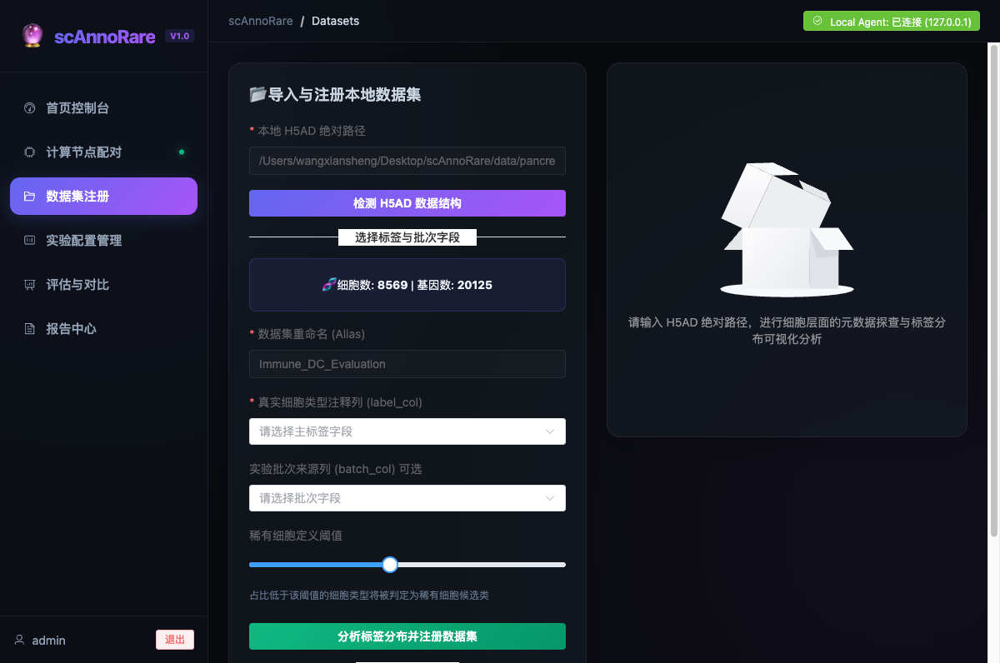 scAnnoRare V1.0
scAnnoRare / Datasets
Local Agent: 已连接 (127.0.0.1)
首页控制台
计算节点配对
数据集注册
实验配置管理
评估与对比
报告中心
admin
退出
导入与注册本地数据集
* 本地 H5AD 绝对路径
/Users/wangxiansheng/Desktop/scAnnoRare/data/pancre
检测 H5AD 数据结构
选择标签与批次字段
细胞数: 8569 | 基因数: 20125
* 数据集重命名 (Alias)
Immune_DC_Evaluation
* 真实细胞类型注释列 (label_col)
请选择主标签字段
实验批次来源列 (batch_col) 可选
请选择批次字段
稀有细胞定义阈值
占比低于该阈值的细胞类型将被判定为稀有细胞候选类
分析标签分布并注册数据集
请输入 H5AD 绝对路径，进行细胞层面的元数据探查与标签分
布可视化分析